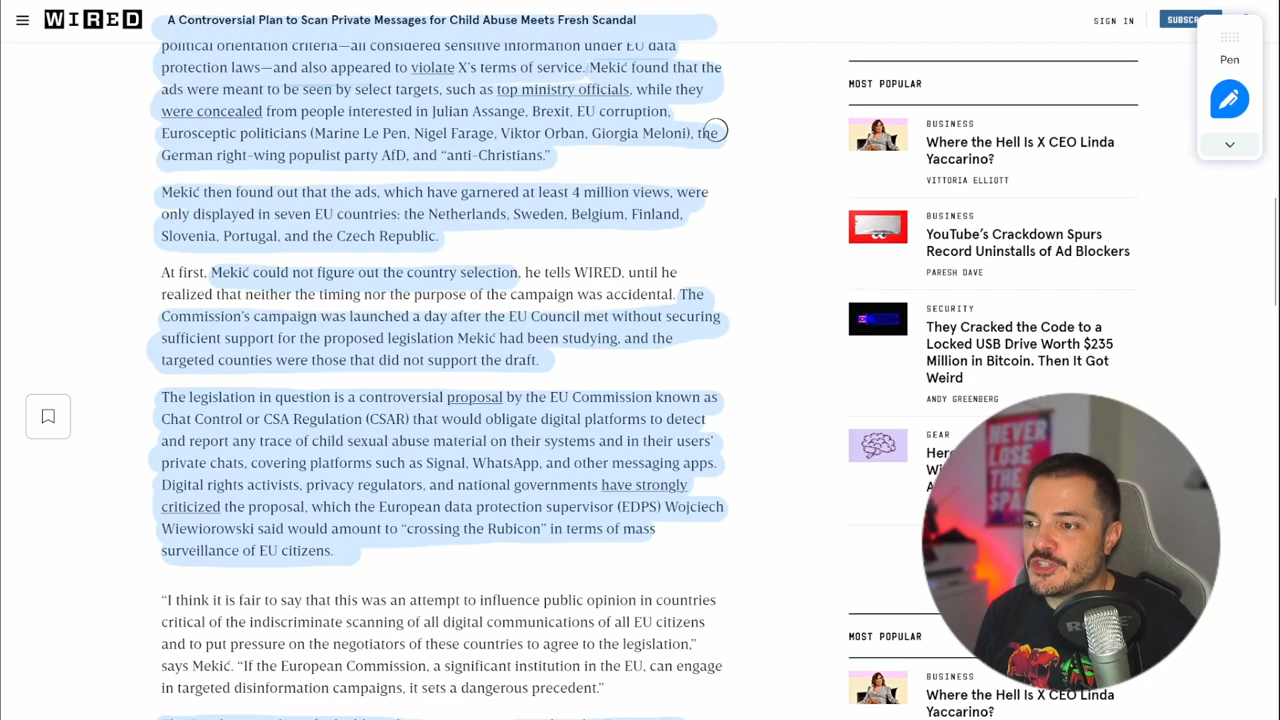 WIRED
A Controversial Plan to Scan Private Messages for Child Abuse Meets Fresh Scandal
SIGN IN
political orientation criteria—all considered sensitive information under EU data
protection laws—and also appeared to violate X's terms of service. Mekić found that the
ads were meant to be seen by select targets, such as top ministry officials, while they
were concealed from people interested in Julian Assange, Brexit, EU corruption,
Eurosceptic politicians (Marine Le Pen, Nigel Farage, Viktor Orban, Giorgia Meloni), the
German right-wing populist party AfD, and “anti-Christians.”
Mekić then found out that the ads, which have garnered at least 4 million views, were
only displayed in seven EU countries: the Netherlands, Sweden, Belgium, Finland,
Slovenia, Portugal, and the Czech Republic.
At first, Mekić could not figure out the country selection, he tells WIRED, until he
realized that neither the timing nor the purpose of the campaign was accidental. The
Commission's campaign was launched a day after the EU Council met without securing
sufficient support for the proposed legislation Mekić had been studying, and the
targeted counties were those that did not support the draft.
The legislation in question is a controversial proposal by the EU Commission known as
Chat Control or CSA Regulation (CSAR) that would obligate digital platforms to detect
and report any trace of child sexual abuse material on their systems and in their users'
private chats, covering platforms such as Signal, WhatsApp, and other messaging apps.
Digital rights activists, privacy regulators, and national governments have strongly
criticized the proposal, which the European data protection supervisor (EDPS) Wojciech
Wiewiorowski said would amount to “crossing the Rubicon” in terms of mass
surveillance of EU citizens.
“I think it is fair to say that this was an attempt to influence public opinion in countries
critical of the indiscriminate scanning of all digital communications of all EU citizens
and to put pressure on the negotiators of these countries to agree to the legislation,”
says Mekić. “If the European Commission, a significant institution in the EU, can engage
in targeted disinformation campaigns, it sets a dangerous precedent.”
MOST POPULAR
BUSINESS
Where the Hell Is X CEO Linda
Yaccarino?
VITTORIA ELLIOTT
BUSINESS
YouTube's Crackdown Spurs
Record Uninstalls of Ad Blockers
PARESH DAVE
SECURITY
They Cracked the Code to a
Locked USB Drive Worth $235
Million in Bitcoin. Then It Got
Weird
ANDY GREENBERG
GEAR
NEVER
LOSE
THE
MOST POPULAR
BUSINESS
Where the Hell Is X CEO Linda
Yaccarino?
Pen